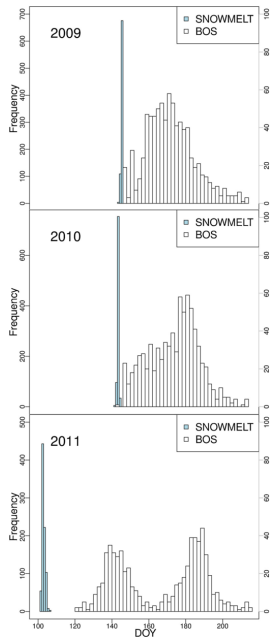 2009
SNOWMELT
BOS
Frequency
0 100 200 300 400 500 600 700
0 20 40 60 80 100
2010
SNOWMELT
BOS
Frequency
0 200 400 600
0 20 40 60 80 100
2011
SNOWMELT
BOS
Frequency
0 100 200 300 400 500
0 20 40 60 80 100
100 120 140 160 180 200
DOY